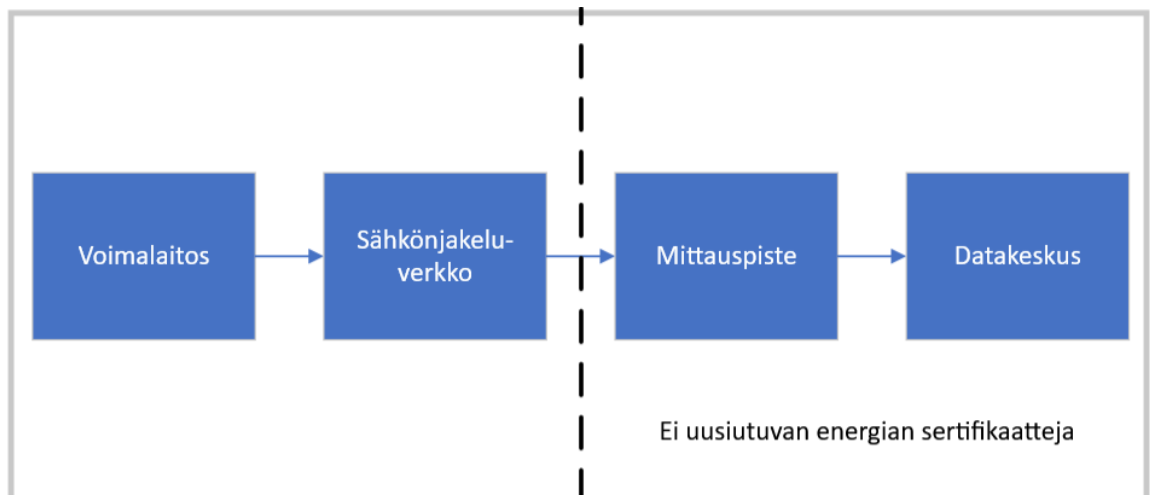 Voimalaitos
Sähkönjakelu-
verkko
Mittauspiste
Datakeskus
Ei uusiutuvan energian sertifikaatteja